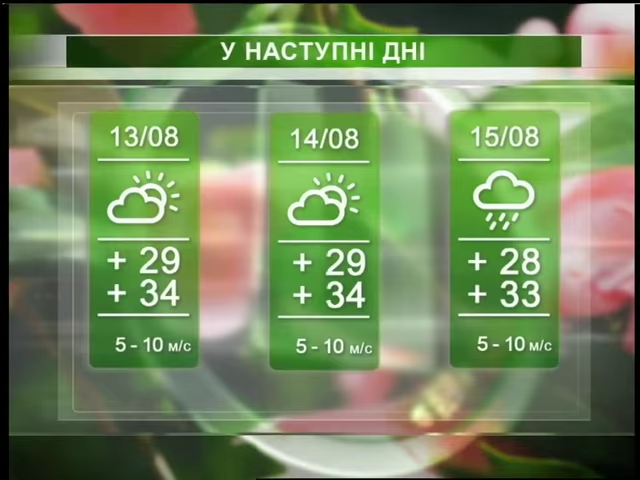 У НАСТУПНІ ДНІ
13/08
+ 29
+ 34
5 - 10 м/с
14/08
+ 29
+ 34
5 - 10 м/с
15/08
+ 28
+ 33
5 - 10 м/с